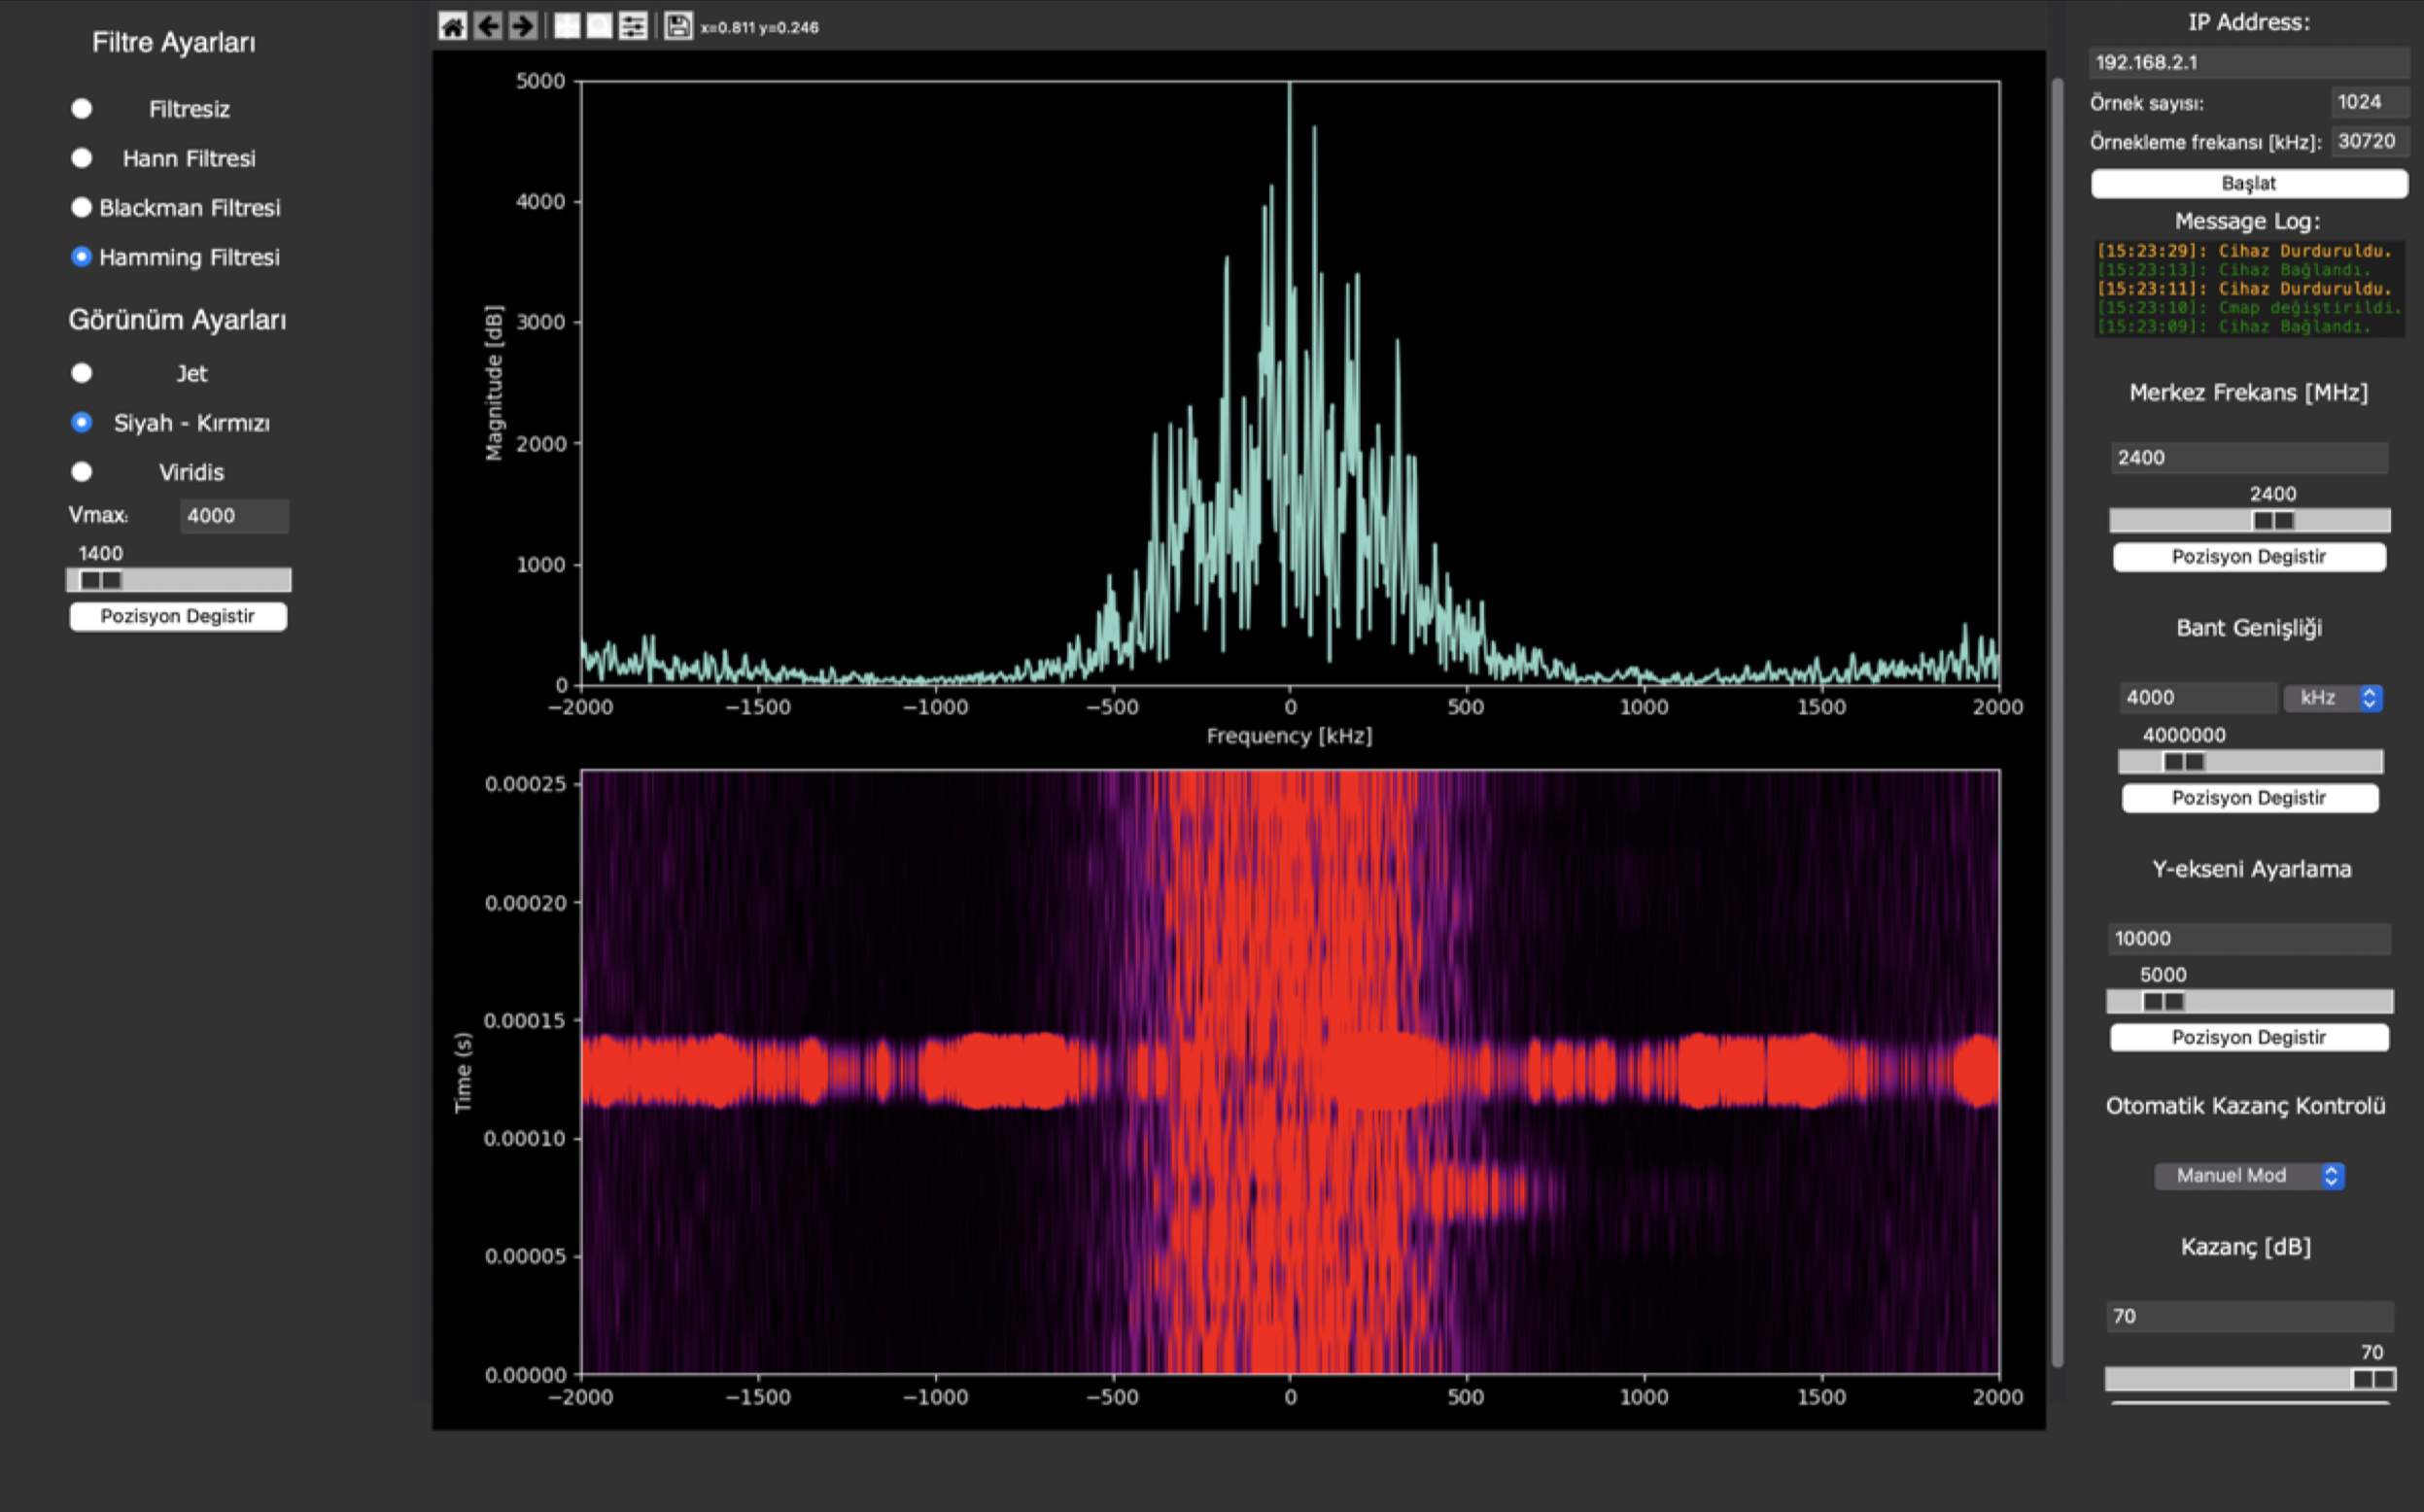 Filtre Ayarları
Filtresiz
Hann Filtresi
Blackman Filtresi
Hamming Filtresi
Görünüm Ayarları
Jet
Siyah - Kırmızı
Viridis
Vmax: 4000
1400
Pozisyon Degistir
x=0.811 y=0.246
5000
4000
3000
2000
1000
0
Magnitude [dB]
−2000 −1500 −1000 −500 0 500 1000 1500 2000
Frequency [kHz]
0.00025
0.00020
0.00015
0.00010
0.00005
0.00000
Time (s)
−2000 −1500 −1000 −500 0 500 1000 1500 2000
IP Address:
192.168.2.1
Örnek sayısı: 1024
Örnekleme frekansı [kHz]: 30720
Başlat
Message Log:
[15:23:29]: Cihaz Durduruldu.
[15:23:13]: Cihaz Bağlandı.
[15:23:11]: Cihaz Durduruldu.
[15:23:10]: Cmap değiştirildi.
[15:23:09]: Cihaz Bağlandı.
Merkez Frekans [MHz]
2400
2400
Pozisyon Degistir
Bant Genişliği
4000 kHz
4000000
Pozisyon Degistir
Y-ekseni Ayarlama
10000
5000
Pozisyon Degistir
Otomatik Kazanç Kontrolü
Manuel Mod
Kazanç [dB]
70
70